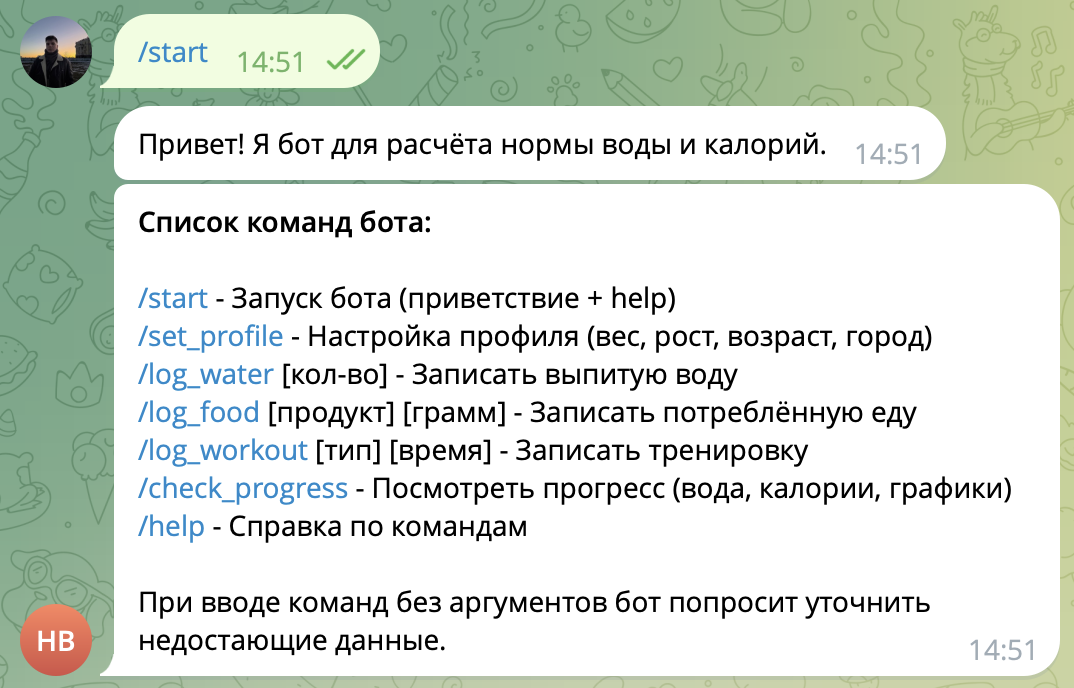 /start 14:51
Привет! Я бот для расчёта нормы воды и калорий. 14:51
Список команд бота:
/start - Запуск бота (приветствие + help)
/set_profile - Настройка профиля (вес, рост, возраст, город)
/log_water [кол-во] - Записать выпитую воду
/log_food [продукт] [грамм] - Записать потреблённую еду
/log_workout [тип] [время] - Записать тренировку
/check_progress - Посмотреть прогресс (вода, калории, графики)
/help - Справка по командам
При вводе команд без аргументов бот попросит уточнить
недостающие данные.
14:51
НВ